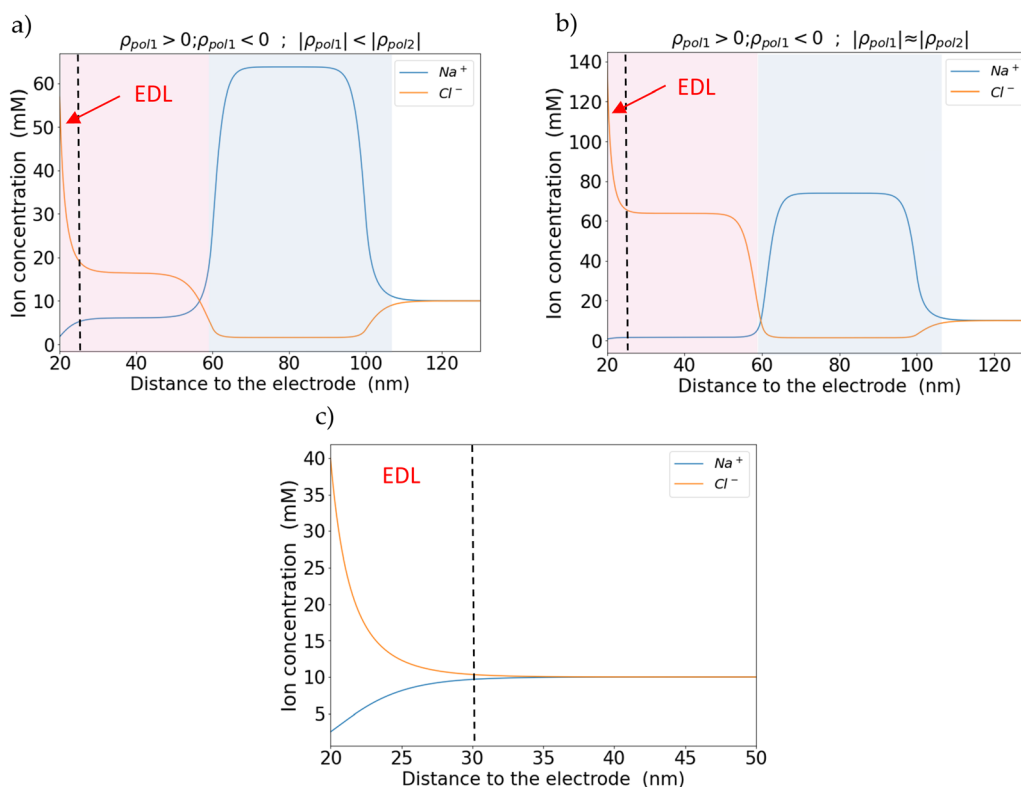 a)
ρpol1 > 0;ρpol1 < 0 ; |ρpol1| < |ρpol2|
Ion concentration (mM)
60
50
40
30
20
10
0
EDL
Na⁺
Cl⁻
20 40 60 80 100 120
Distance to the electrode (nm)
b)
ρpol1 > 0;ρpol1 < 0 ; |ρpol1|≈|ρpol2|
Ion concentration (mM)
140
120
100
80
60
40
20
0
EDL
Na⁺
Cl⁻
20 40 60 80 100 120
Distance to the electrode (nm)
c)
Ion concentration (mM)
40
35
30
25
20
15
10
5
EDL
Na⁺
Cl⁻
20 25 30 35 40 45 50
Distance to the electrode (nm)